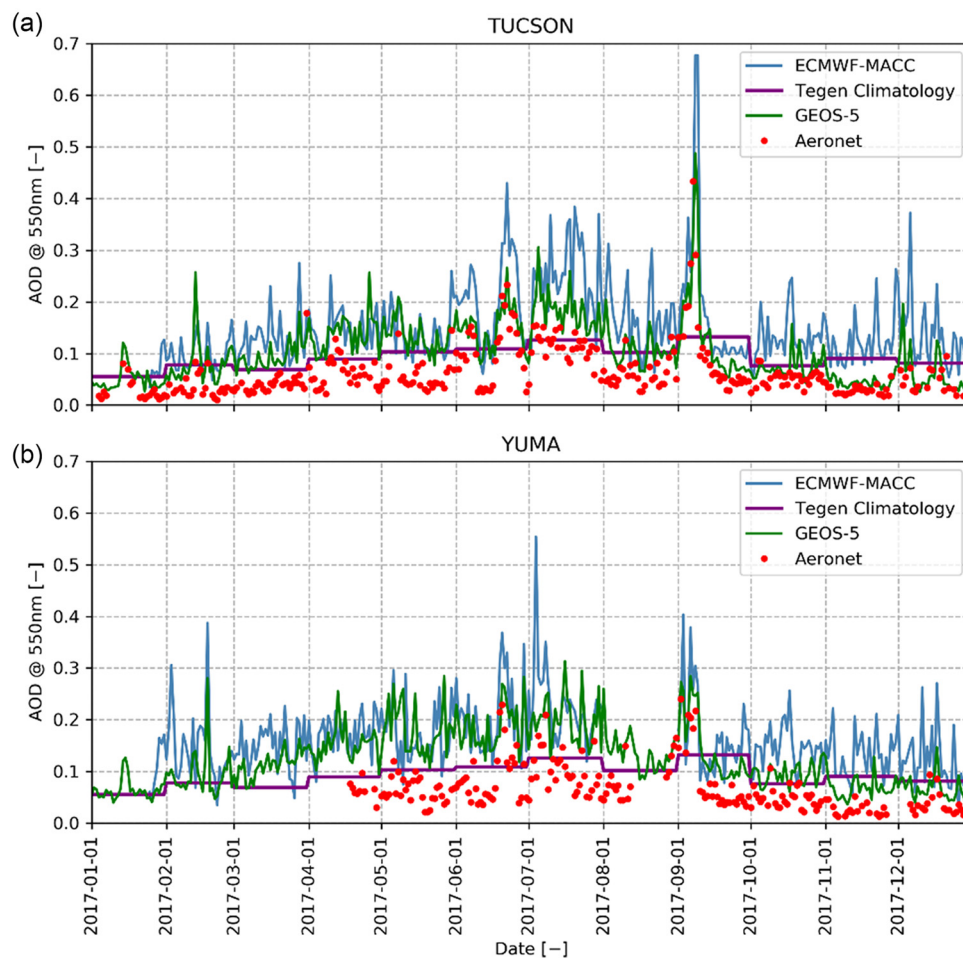 (a)
TUCSON
0.7
0.6
0.5
0.4
0.3
0.2
0.1
0.0
AOD @ 550nm [−]
ECMWF-MACC
Tegen Climatology
GEOS-5
Aeronet
(b)
YUMA
0.7
0.6
0.5
0.4
0.3
0.2
0.1
0.0
AOD @ 550nm [−]
ECMWF-MACC
Tegen Climatology
GEOS-5
Aeronet
2017-01-01
2017-02-01
2017-03-01
2017-04-01
2017-05-01
2017-06-01
2017-07-01
2017-08-01
2017-09-01
2017-10-01
2017-11-01
2017-12-01
Date [−]